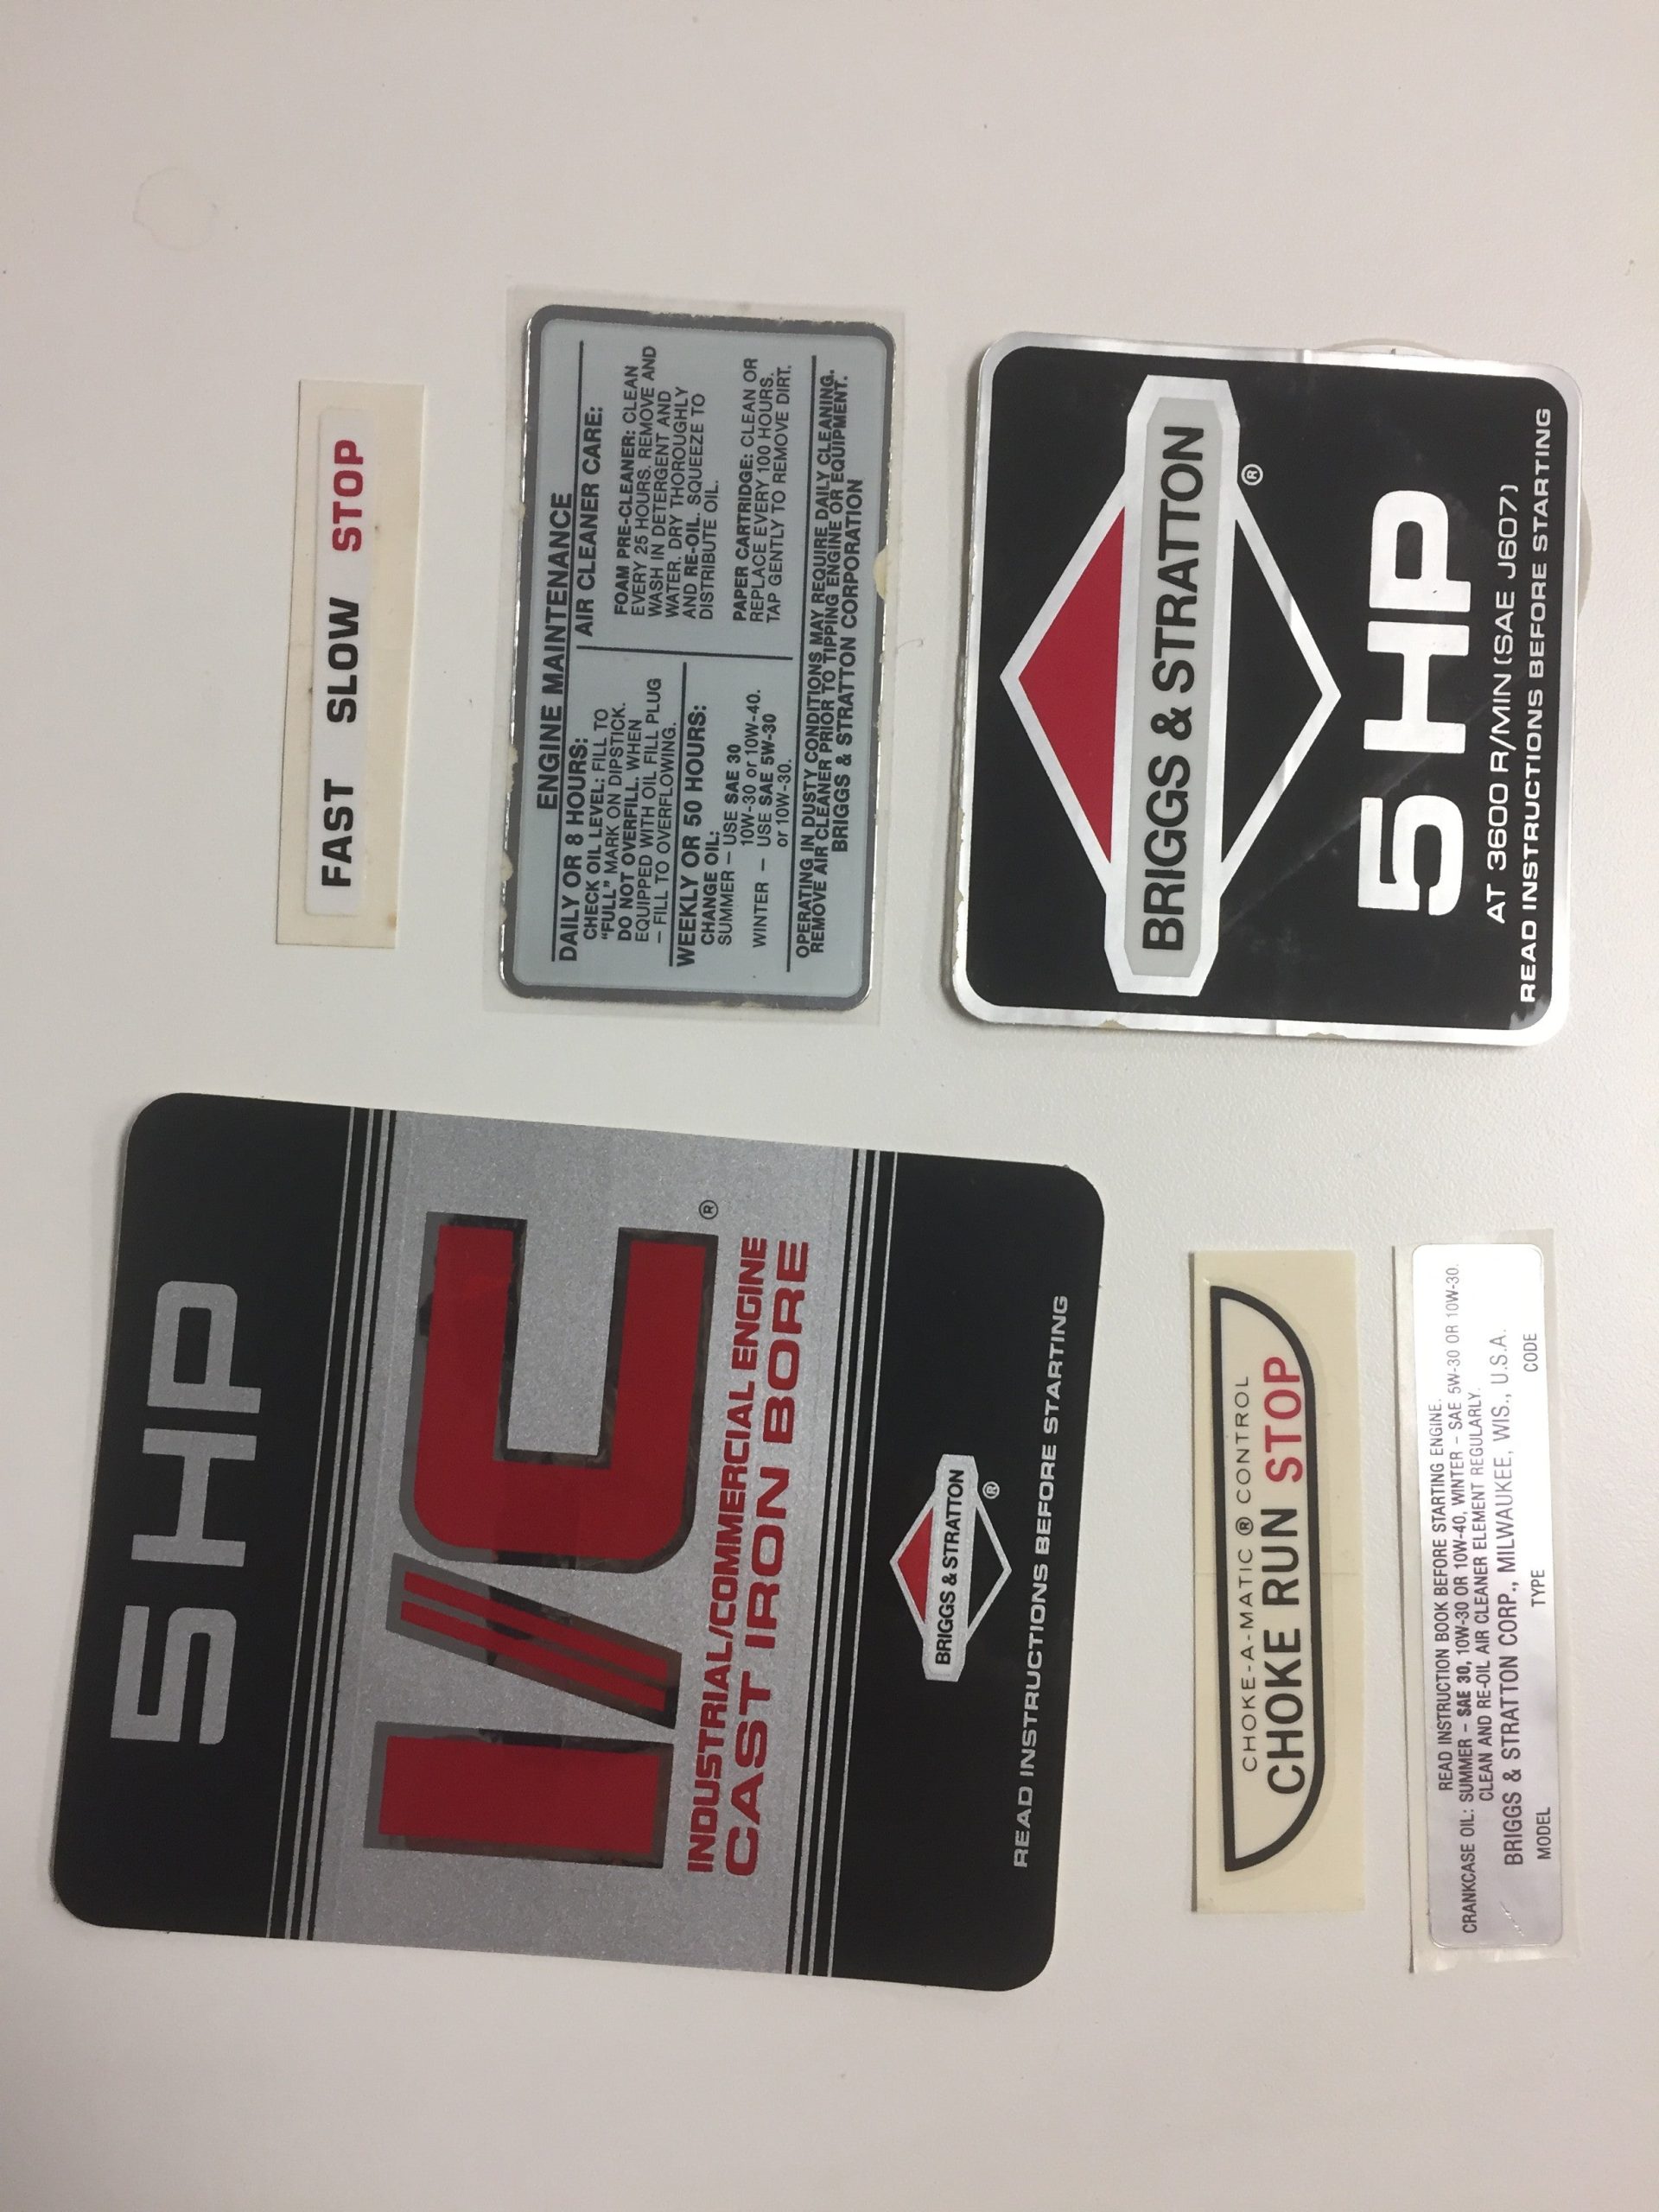 5 HP
I/C®
INDUSTRIAL/COMMERCIAL ENGINE
CAST IRON BORE
BRIGGS & STRATTON
®
READ INSTRUCTIONS BEFORE STARTING
FAST SLOW STOP
ENGINE MAINTENANCE
DAILY OR 8 HOURS:
CHECK OIL LEVEL: FILL TO
"FULL" MARK ON DIPSTICK.
DO NOT OVERFILL. WHEN
EQUIPPED WITH OIL FILL PLUG
– FILL TO OVERFLOWING.
WEEKLY OR 50 HOURS:
CHANGE OIL:
SUMMER – USE SAE 30
10W-30 or 10W-40.
WINTER – USE SAE 5W-30
or 10W-30.
AIR CLEANER CARE:
FOAM PRE-CLEANER: CLEAN
EVERY 25 HOURS. REMOVE AND
WASH IN DETERGENT AND
WATER. DRY THOROUGHLY
AND RE-OIL. SQUEEZE TO
DISTRIBUTE OIL.
PAPER CARTRIDGE: CLEAN OR
REPLACE EVERY 100 HOURS.
TAP GENTLY TO REMOVE DIRT.
OPERATING IN DUSTY CONDITIONS MAY REQUIRE DAILY CLEANING.
REMOVE AIR CLEANER PRIOR TO TIPPING ENGINE OR EQUIPMENT.
BRIGGS & STRATTON CORPORATION
BRIGGS & STRATTON
®
5 HP
AT 3600 R/MIN (SAE J607)
READ INSTRUCTIONS BEFORE STARTING
CHOKE-A-MATIC ® CONTROL
CHOKE RUN STOP
READ INSTRUCTION BOOK BEFORE STARTING ENGINE.
CRANKCASE OIL: SUMMER – SAE 30, 10W-30 OR 10W-40, WINTER – SAE 5W-30 OR 10W-30.
CLEAN AND RE-OIL AIR CLEANER ELEMENT REGULARLY.
BRIGGS & STRATTON CORP., MILWAUKEE, WIS., U.S.A.
MODEL TYPE CODE